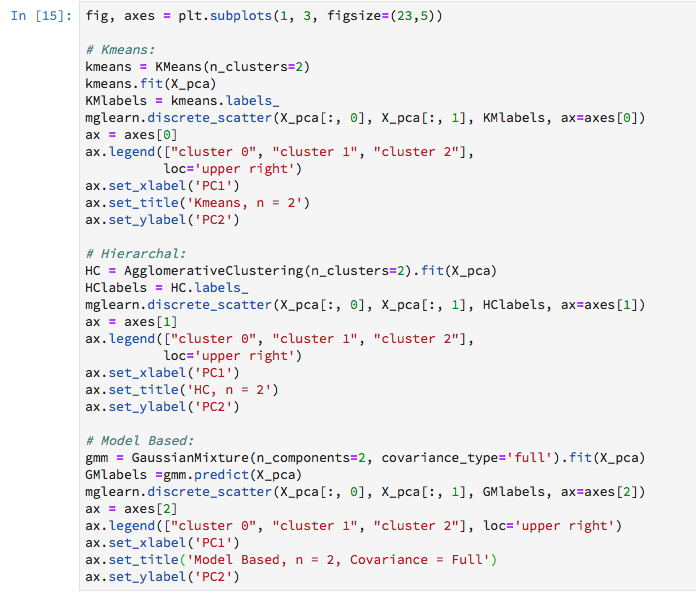 In [15]: fig, axes = plt.subplots(1, 3, figsize=(23,5))
# Kmeans:
kmeans = KMeans(n_clusters=2)
kmeans.fit(X_pca)
KMlabels = kmeans.labels_
mglearn.discrete_scatter(X_pca[:, 0], X_pca[:, 1], KMlabels, ax=axes[0])
ax = axes[0]
ax.legend(["cluster 0", "cluster 1", "cluster 2"],
loc='upper right')
ax.set_xlabel('PC1')
ax.set_title('Kmeans, n = 2')
ax.set_ylabel('PC2')
# Hierarchal:
HC = AgglomerativeClustering(n_clusters=2).fit(X_pca)
HClabels = HC.labels_
mglearn.discrete_scatter(X_pca[:, 0], X_pca[:, 1], HClabels, ax=axes[1])
ax = axes[1]
ax.legend(["cluster 0", "cluster 1", "cluster 2"],
loc='upper right')
ax.set_xlabel('PC1')
ax.set_title('HC, n = 2')
ax.set_ylabel('PC2')
# Model Based:
gmm = GaussianMixture(n_components=2, covariance_type='full').fit(X_pca)
GMlabels =gmm.predict(X_pca)
mglearn.discrete_scatter(X_pca[:, 0], X_pca[:, 1], GMlabels, ax=axes[2])
ax = axes[2]
ax.legend(["cluster 0", "cluster 1", "cluster 2"], loc='upper right')
ax.set_xlabel('PC1')
ax.set_title('Model Based, n = 2, Covariance = Full')
ax.set_ylabel('PC2')